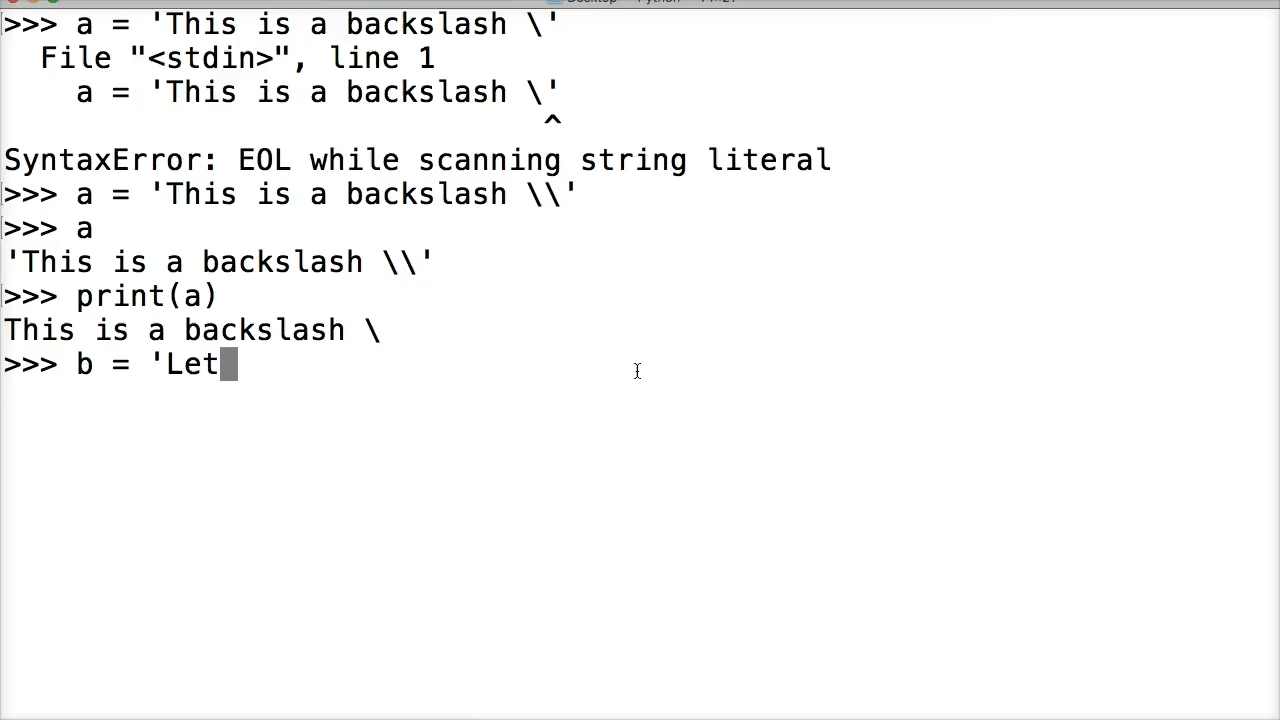 >>> a = 'This is a backslash \'
  File "<stdin>", line 1
    a = 'This is a backslash \'
                              ^
SyntaxError: EOL while scanning string literal
>>> a = 'This is a backslash \\'
>>> a
'This is a backslash \\'
>>> print(a)
This is a backslash \
>>> b = 'Let